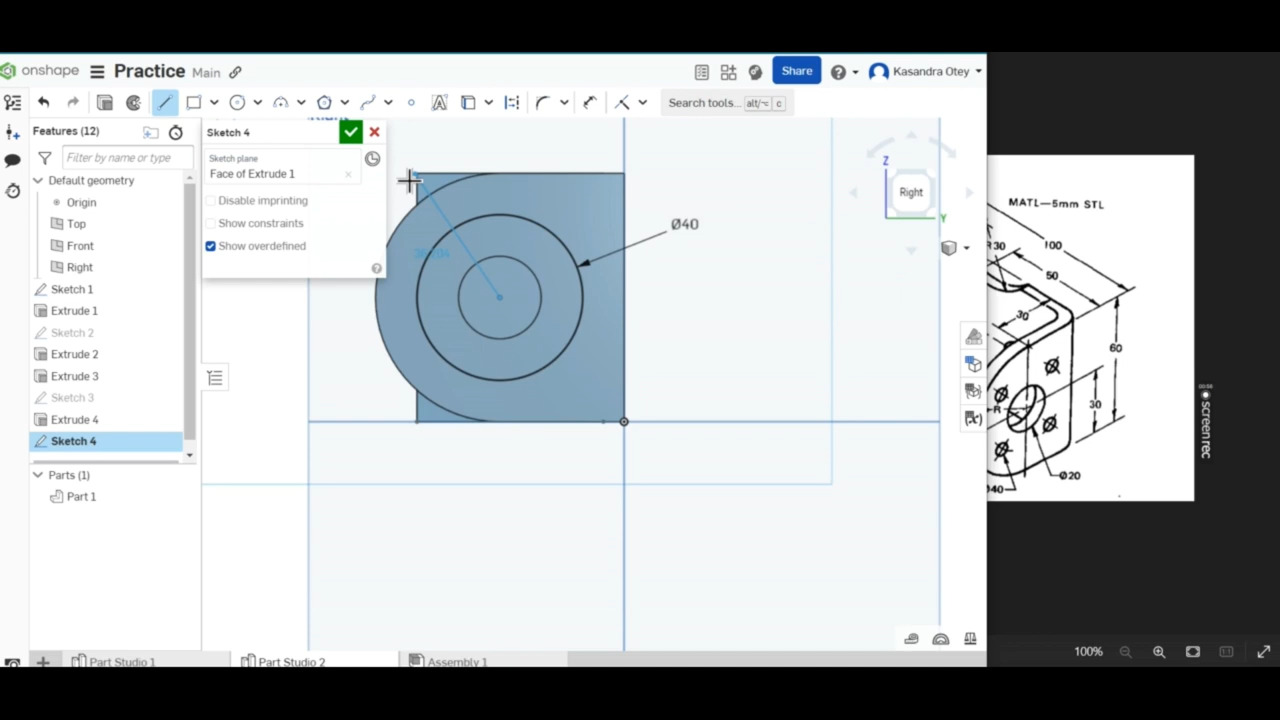 onshape Practice Main Share Kasandra Otey
Search tools... alt/⌥ c
Features (12)
Filter by name or type
Default geometry
Origin
Top
Front
Right
Sketch 1
Extrude 1
Sketch 2
Extrude 2
Extrude 3
Sketch 3
Extrude 4
Sketch 4
Parts (1)
Part 1
Sketch 4
Sketch plane
Face of Extrude 1
Disable imprinting
Show constraints
Show overdefined
Ø40
Z
Right
Y
Part Studio 1
Part Studio 2
Assembly 1
MATL—5mm STL
R30
100
50
30
60
30
R
Ø20
Ø40
00:55
screenrec
100%